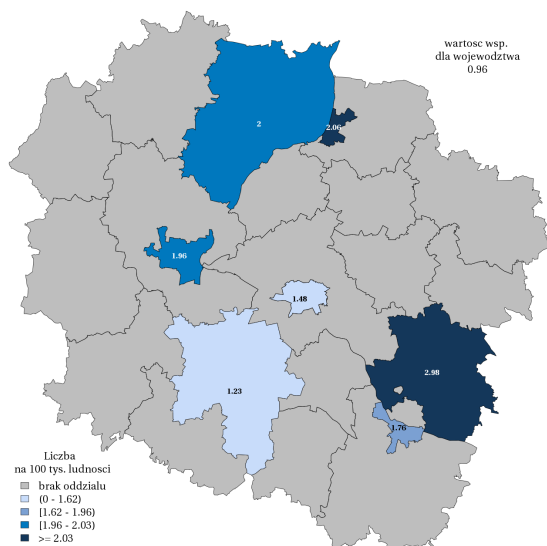 wartosc wsp.
dla wojewodztwa
0.96
2
2.06
1.96
1.48
2.98
1.23
1.76
Liczba
na 100 tys. ludnosci
brak oddzialu
(0 - 1.62)
[1.62 - 1.96)
[1.96 - 2.03)
>= 2.03